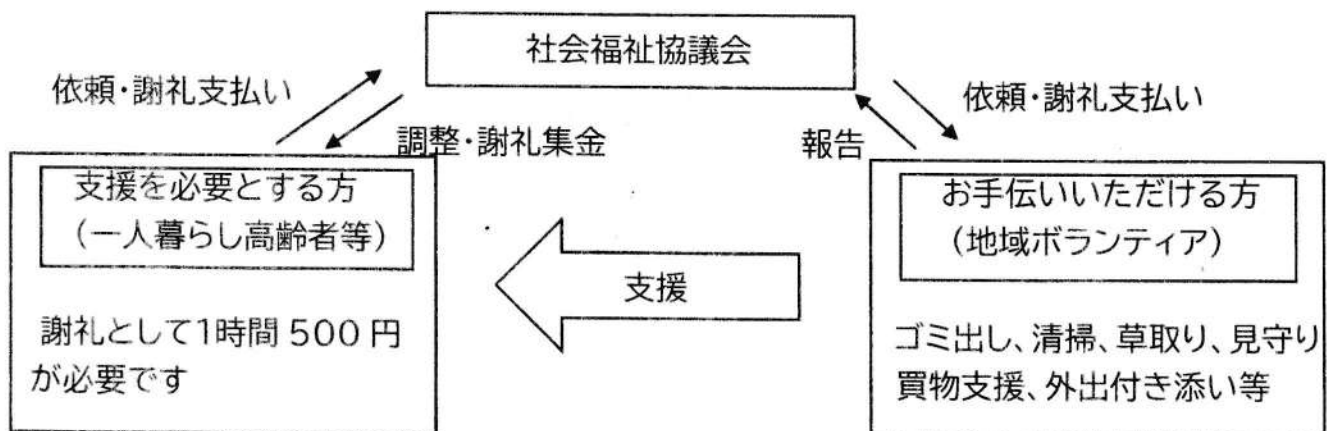 社会福祉協議会
依頼・謝礼支払い
依頼・謝礼支払い
調整・謝礼集金
報告
支援を必要とする方
(一人暮らし高齢者等)
お手伝いいただける方
(地域ボランティア)
支援
謝礼として1時間 500 円
が必要です
ゴミ出し、清掃、草取り、見守り
買物支援、外出付き添い等